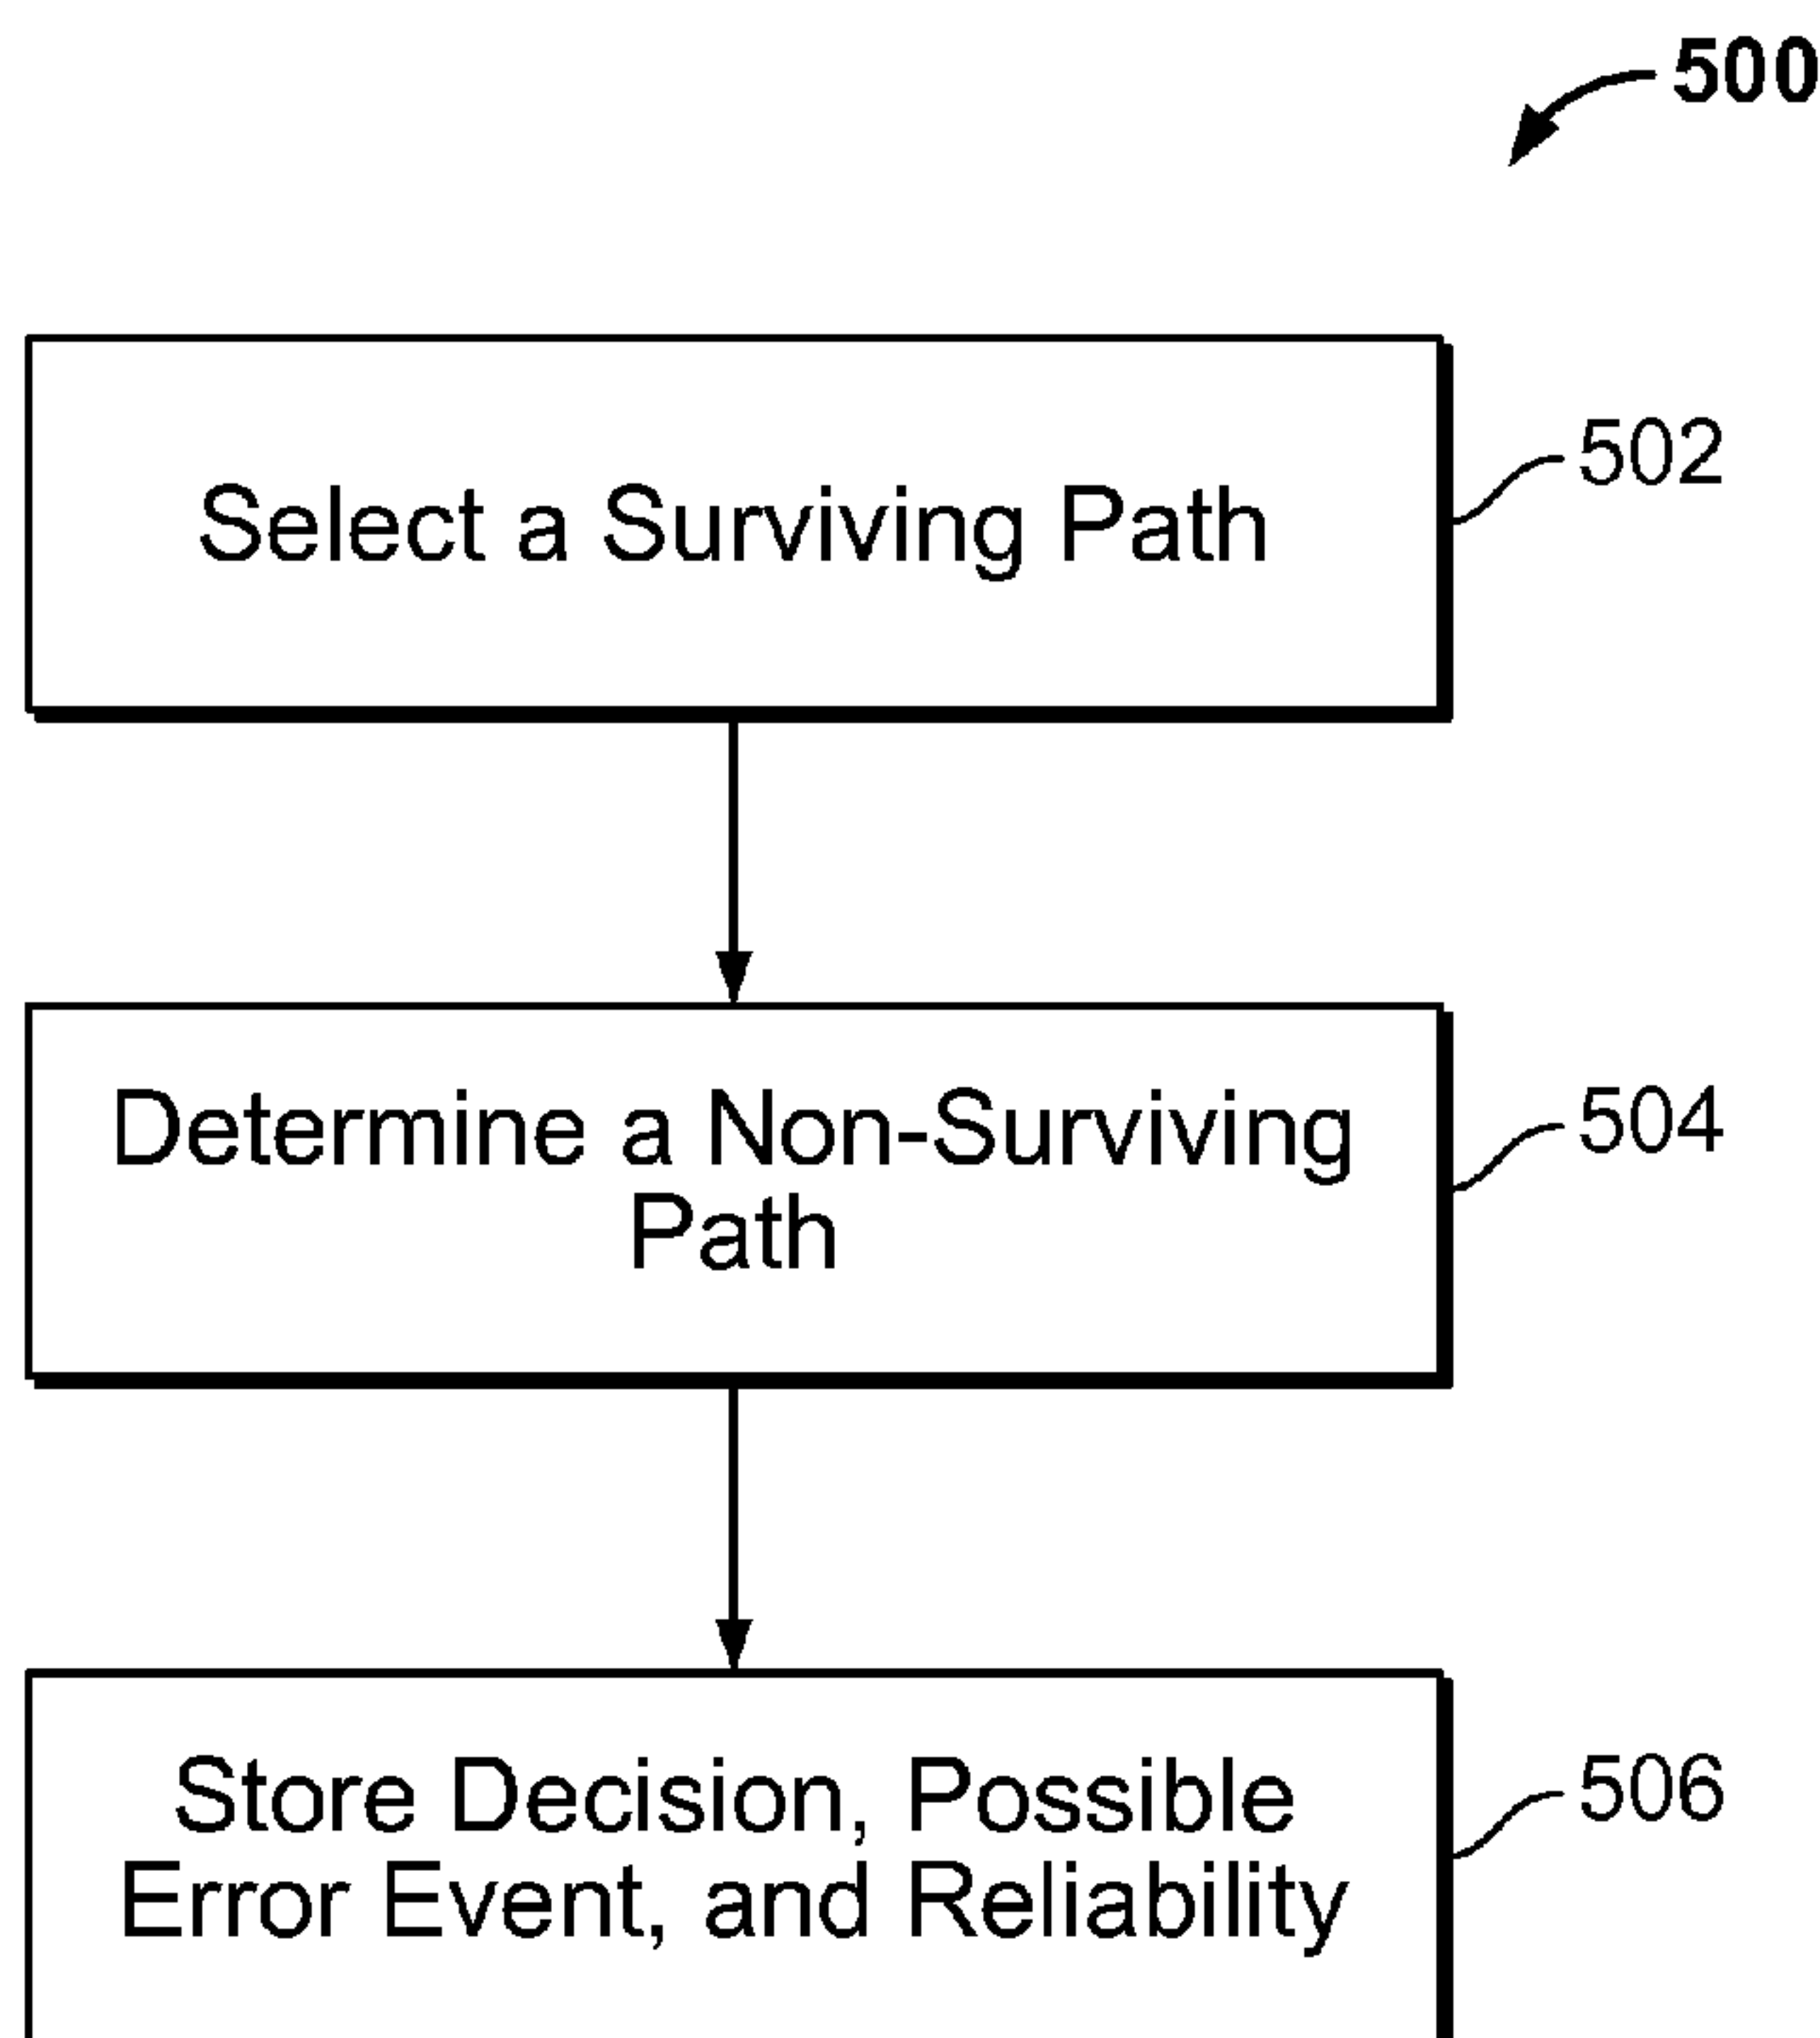 500
Select a Surviving Path
502
Determine a Non-Surviving
Path
504
Store Decision, Possible
Error Event, and Reliability
506